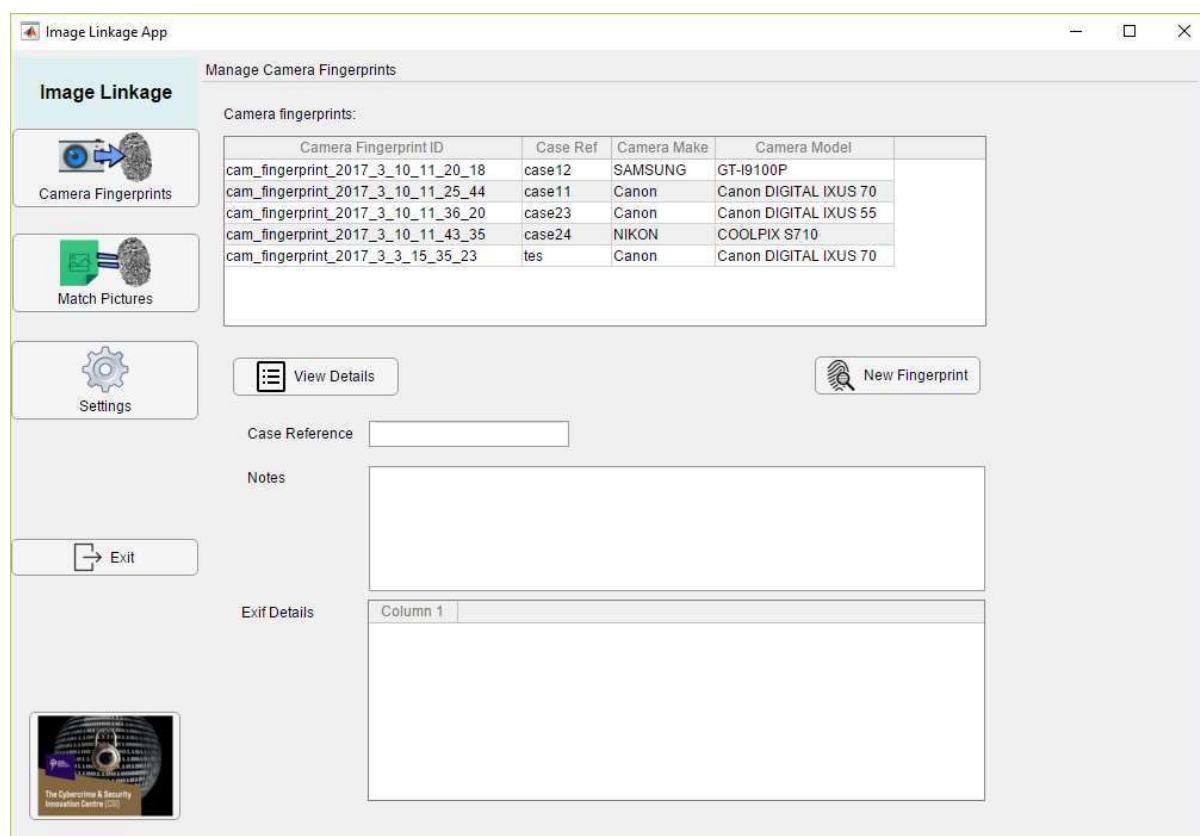 Image Linkage App
Manage Camera Fingerprints
Image Linkage
Camera Fingerprints
Match Pictures
Settings
Exit
Camera fingerprints:
Camera Fingerprint ID Case Ref Camera Make Camera Model
cam_fingerprint_2017_3_10_11_20_18 case12 SAMSUNG GT-I9100P
cam_fingerprint_2017_3_10_11_25_44 case11 Canon Canon DIGITAL IXUS 70
cam_fingerprint_2017_3_10_11_36_20 case23 Canon Canon DIGITAL IXUS 55
cam_fingerprint_2017_3_10_11_43_35 case24 NIKON COOLPIX S710
cam_fingerprint_2017_3_3_15_35_23 tes Canon Canon DIGITAL IXUS 70
View Details
New Fingerprint
Case Reference
Notes
Exif Details
Column 1
The Cybercrime & Security
Innovation Centre (CSI)